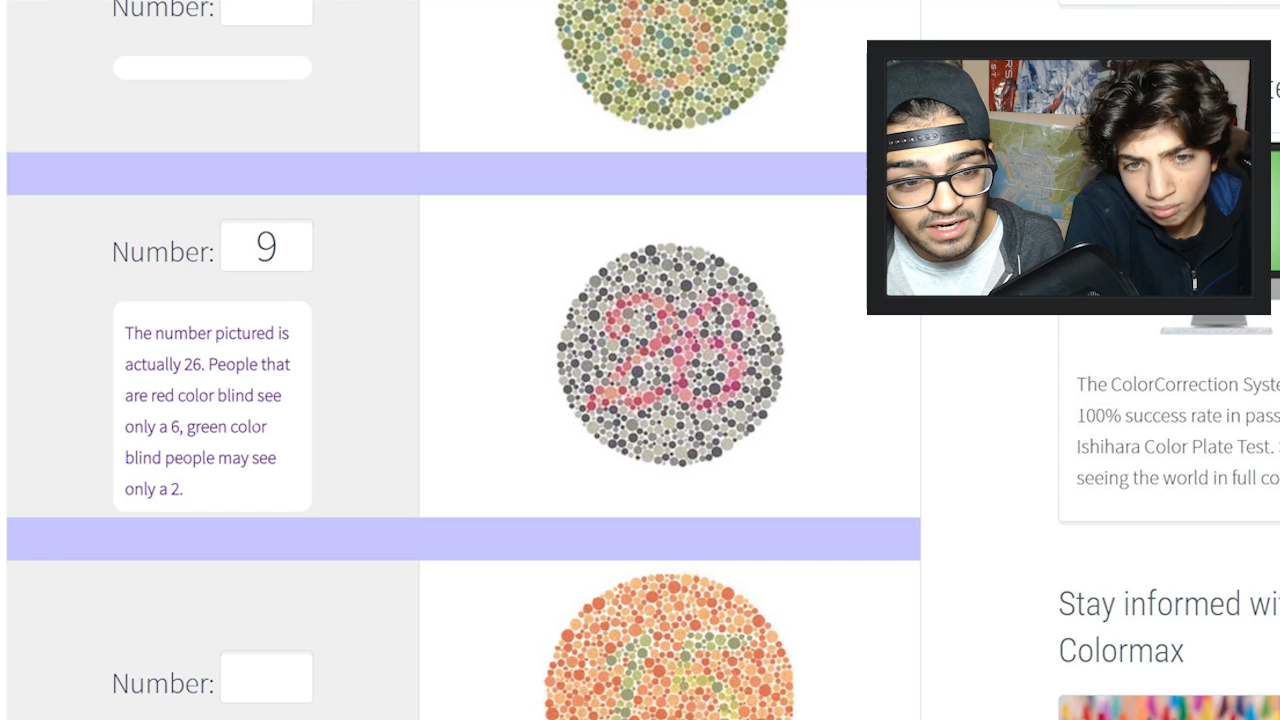 Number:
Number: 9
The number pictured is
actually 26. People that
are red color blind see
only a 6, green color
blind people may see
only a 2.
26
Number:
6
The ColorCorrection Syste
100% success rate in pass
Ishihara Color Plate Test. S
seeing the world in full co
Stay informed wi
Colormax